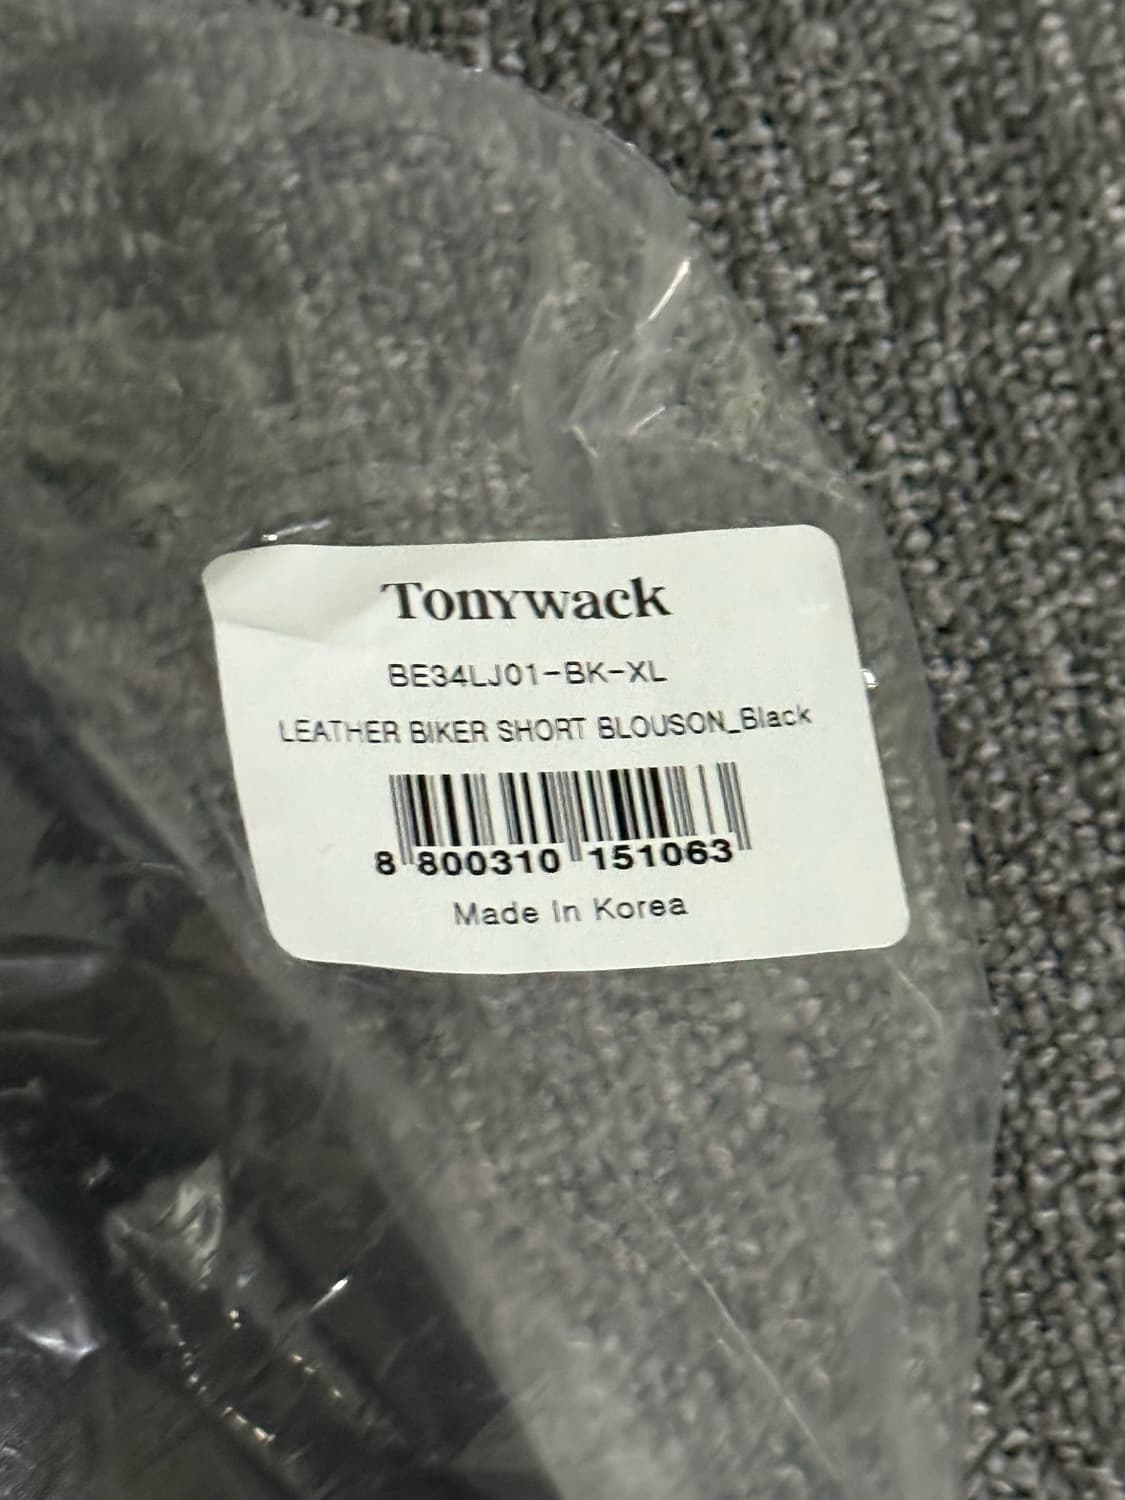 Tonywack
BE34LJ01-BK-XL
LEATHER BIKER SHORT BLOUSON_Black
8 800310 151063
Made In Korea